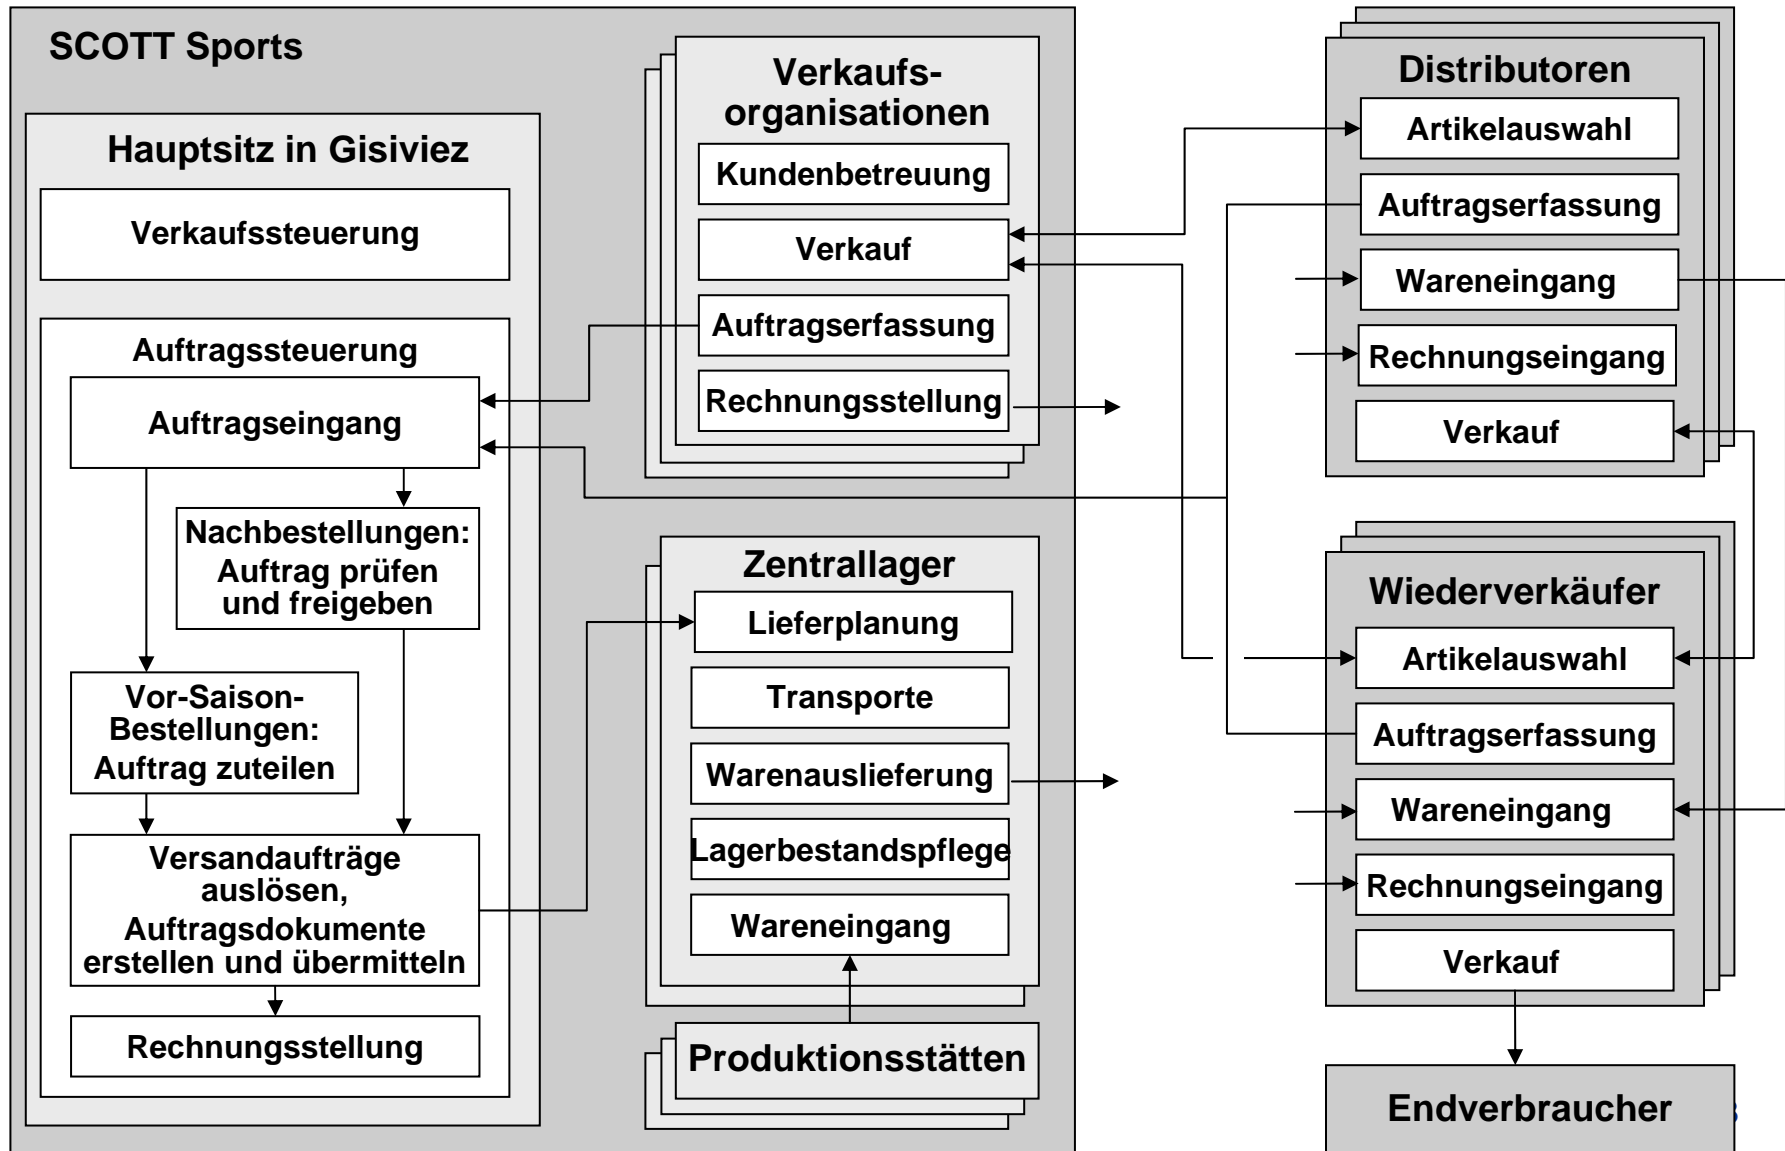 SCOTT Sports
Hauptsitz in Gisiviez
Verkaufssteuerung
Auftragssteuerung
Auftragseingang
Nachbestellungen:
Auftrag prüfen
und freigeben
Vor-Saison-
Bestellungen:
Auftrag zuteilen
Versandaufträge
auslösen,
Auftragsdokumente
erstellen und übermitteln
Rechnungsstellung
Verkaufs-
organisationen
Kundenbetreuung
Verkauf
Auftragserfassung
Rechnungsstellung
Zentrallager
Lieferplanung
Transporte
Warenauslieferung
Lagerbestandspflege
Wareneingang
Produktionsstätten
Distributoren
Artikelauswahl
Auftragserfassung
Wareneingang
Rechnungseingang
Verkauf
Wiederverkäufer
Artikelauswahl
Auftragserfassung
Wareneingang
Rechnungseingang
Verkauf
Endverbraucher